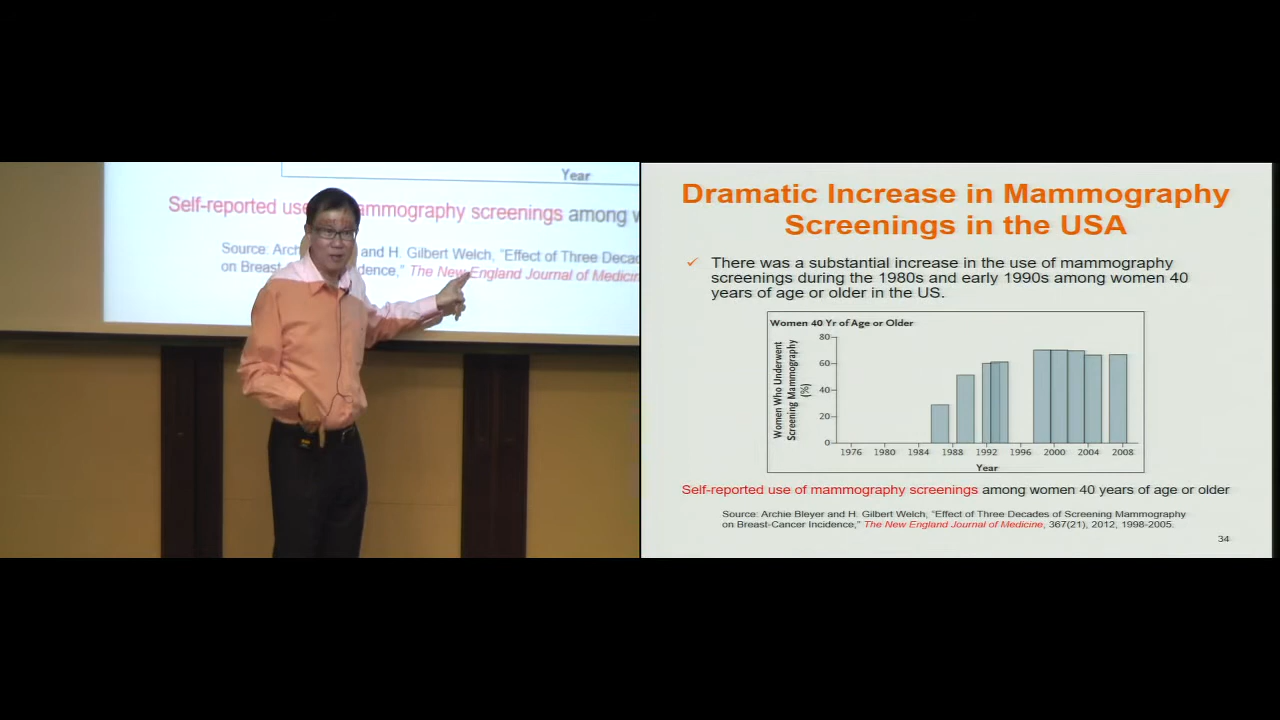 Year
Self-reported use mammography screenings among
Source: and H. Gilbert Welch, “Effect of Three
on Breast- The New England Journal of
Dramatic Increase in Mammography
Screenings in the USA
✓ There was a substantial increase in the use of mammography
screenings during the 1980s and early 1990s among women 40
years of age or older in the US.
Women 40 Yr of Age or Older
Women Who Underwent
Screening Mammography
(%)
80
60
40
20
0
1976 1980 1984 1988 1992 1996 2000 2004 2008
Year
Self-reported use of mammography screenings among women 40 years of age or older
Source: Archie Bleyer and H. Gilbert Welch, “Effect of Three Decades of Screening Mammography
on Breast-Cancer Incidence,” The New England Journal of Medicine, 367(21), 2012, 1998-2005.
34